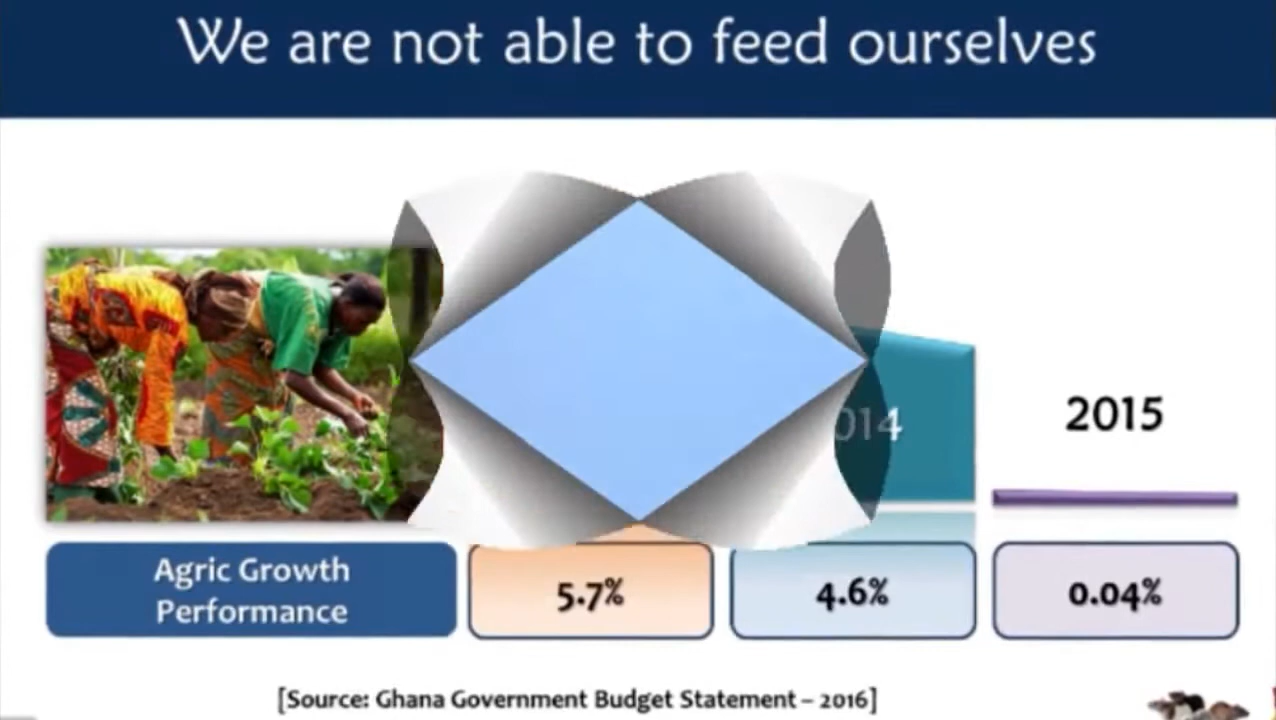 We are not able to feed ourselves
014
2015
Agric Growth
Performance
5.7%
4.6%
0.04%
[Source: Ghana Government Budget Statement – 2016]